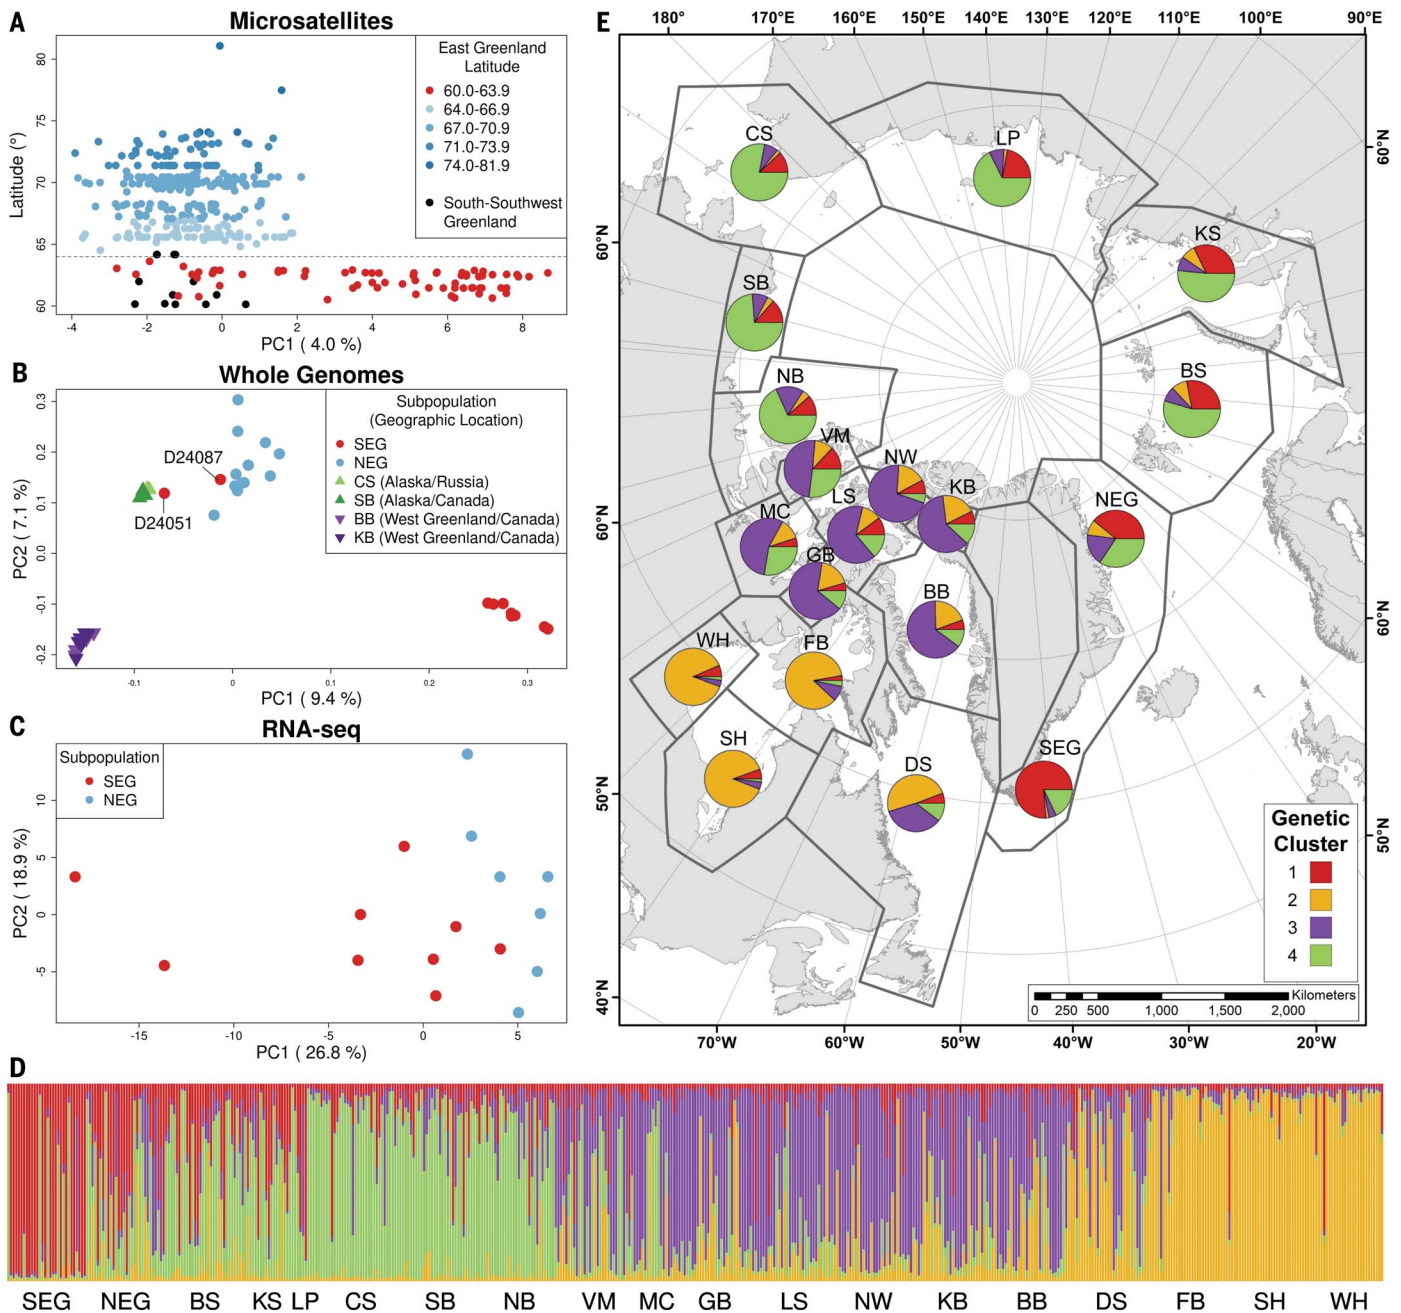 A
Microsatellites
Latitude (°)
80
75
70
65
60
East Greenland
Latitude
60.0-63.9
64.0-66.9
67.0-70.9
71.0-73.9
74.0-81.9
South-Southwest
Greenland
-4
-2
0
2
4
6
8
PC1 ( 4.0 %)
B
Whole Genomes
PC2 ( 7.1 %)
0.3
0.2
0.1
0.0
-0.1
-0.2
D24087
D24051
Subpopulation
(Geographic Location)
SEG
NEG
CS (Alaska/Russia)
SB (Alaska/Canada)
BB (West Greenland/Canada)
KB (West Greenland/Canada)
-0.1
0
0.1
0.2
0.3
PC1 ( 9.4 %)
C
RNA-seq
PC2 ( 18.9 %)
10
5
0
-5
Subpopulation
SEG
NEG
-15
-10
-5
0
5
PC1 ( 26.8 %)
E
180°
170°E
160°E
150°E
140°E
130°E
120°E
110°E
100°E
90°E
60°N
60°N
50°N
40°N
60°N
60°N
50°N
60°N
CS
LP
KS
SB
BS
NB
VM
NW
LS
KB
NEG
MC
GB
BB
WH
FB
SH
DS
SEG
Genetic
Cluster
1
2
3
4
Kilometers
0 250 500 1,000 1,500 2,000
70°W
60°W
50°W
40°W
30°W
20°W
D
SEG NEG BS KS LP CS SB NB VM MC GB LS NW KB BB DS FB SH WH